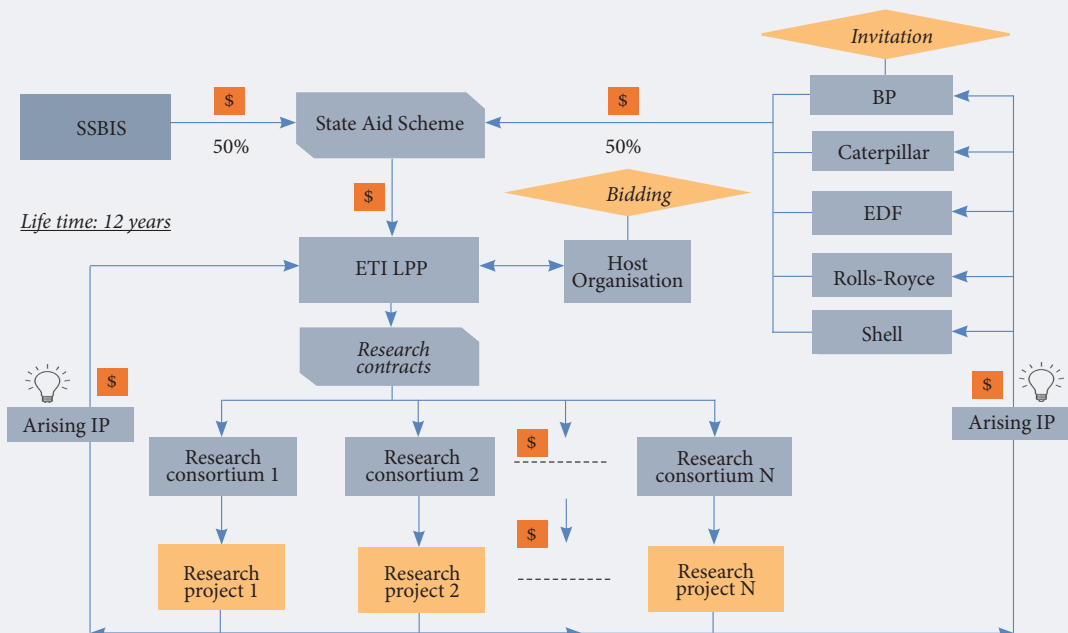 Invitation
$
$
BP
SSBIS
State Aid Scheme
50%
50%
Caterpillar
$
Bidding
Life time: 12 years
EDF
ETI LPP
Host
Organisation
Rolls-Royce
Shell
Research
contracts
$
$
Arising IP
Arising IP
Research
consortium 1
Research
consortium 2
$
Research
consortium N
$
Research
project 1
Research
project 2
Research
project N